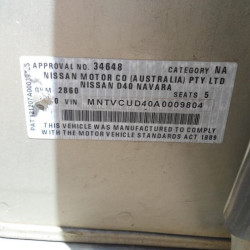 APPROVAL NO. 34648 CATEGORY NA
NISSAN MOTOR CO (AUSTRALIA) PTY LTD
NISSAN D40 NAVARA
2860 SEATS 5
MNTVCUD40A0009804
THIS VEHICLE WAS MANUFACTURED TO COMPLY
WITH THE MOTOR VEHICLE STANDARDS ACT 1989